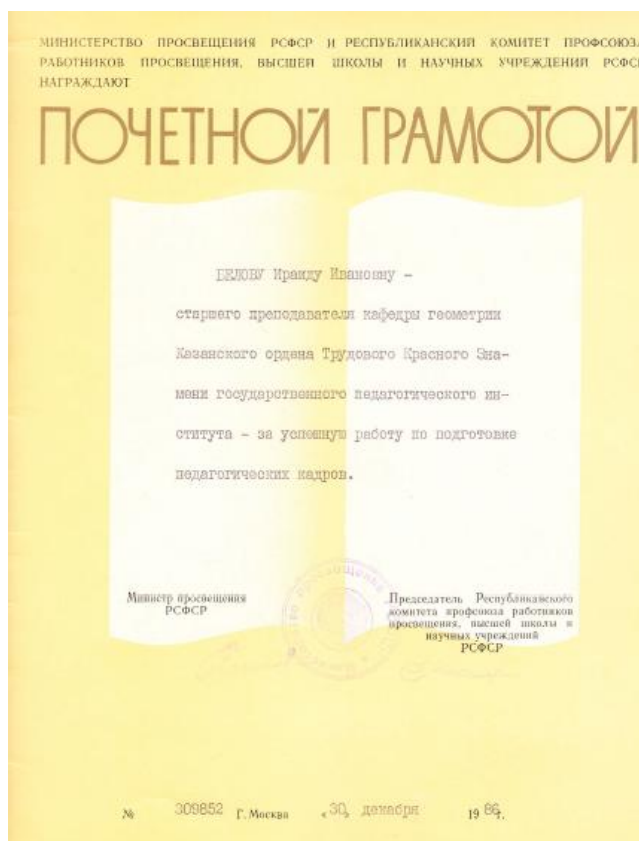 МИНИСТЕРСТВО ПРОСВЕЩЕНИЯ РСФСР И РЕСПУБЛИКАНСКИЙ КОМИТЕТ ПРОФСОЮЗА
РАБОТНИКОВ ПРОСВЕЩЕНИЯ, ВЫСШЕЙ ШКОЛЫ И НАУЧНЫХ УЧРЕЖДЕНИЙ РСФСР
НАГРАЖДАЮТ
ПОЧЕТНОЙ ГРАМОТОЙ
БЕЛОВУ Ираиду Ивановну –
старшего преподавателя кафедры геометрии
Казанского ордена Трудового Красного Зна-
мени государственного педагогического ин-
ститута – за успешную работу по подготовке
педагогических кадров.
Министр просвещения
РСФСР
Председатель Республиканского
комитета профсоюза работников
просвещения, высшей школы и
научных учреждений
РСФСР
№ 309852 Г. Москва «30» декабря 1986г.